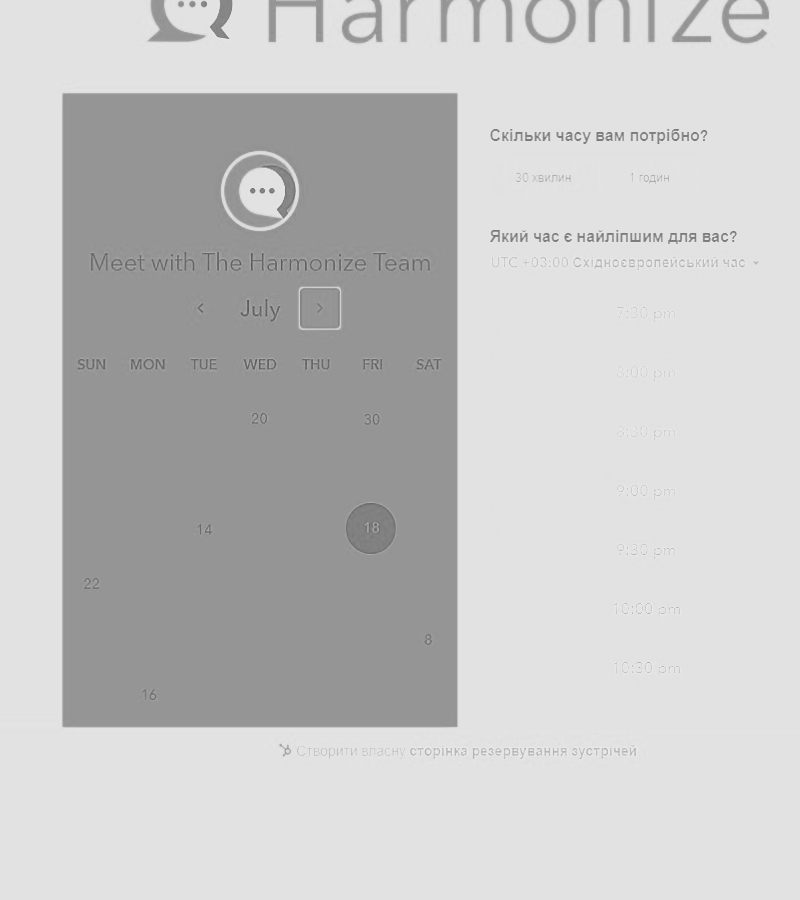 Harmonize
Meet with The Harmonize Team
July
SUN MON TUE WED THU FRI SAT
20 30
14 18
22
8
16
Скільки часу вам потрібно?
30 хвилин 1 годин
Який час є найліпшим для вас?
UTC +03:00 Східноєвропейський час
7:30 pm
8:00 pm
8:30 pm
9:00 pm
9:30 pm
10:00 pm
10:30 pm
Створити власну сторінка резервування зустрічей